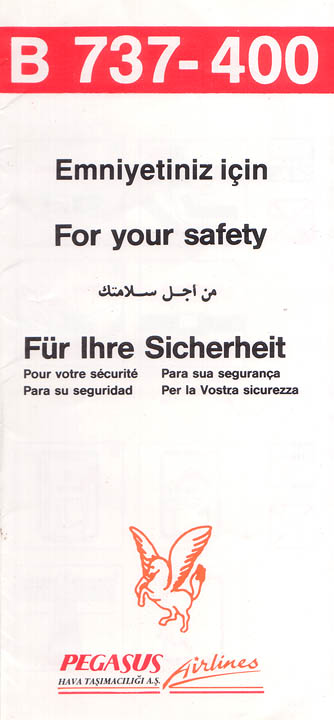 B 737-400
Emniyetiniz için
For your safety
من أجل سلامتك
Für Ihre Sicherheit
Pour votre sécurité Para sua segurança
Para su seguridad Per la Vostra sicurezza
PEGASUS Airlines
HAVA TAŞIMACILIĞI A.Ş.